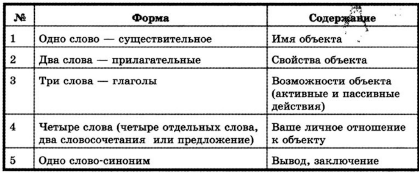 № Форма Содержание
1 Одно слово — существительное Имя объекта
2 Два слова — прилагательные Свойства объекта
3 Три слова — глаголы Возможности объекта
(активные и пассивные
действия)
4 Четыре слова (четыре отдельных слова, Ваше личное отношение
два словосочетания или предложение) к объекту
5 Одно слово-синоним Вывод, заключение